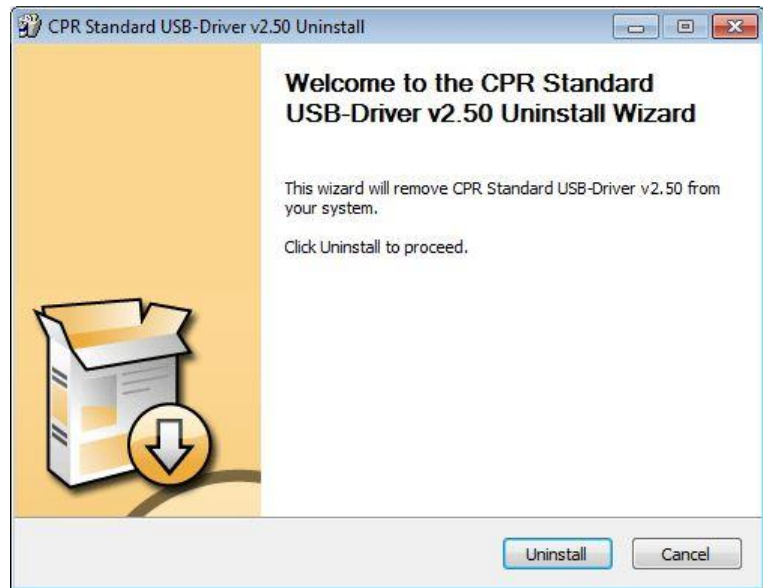 CPR Standard USB-Driver v2.50 Uninstall
Welcome to the CPR Standard
USB-Driver v2.50 Uninstall Wizard
This wizard will remove CPR Standard USB-Driver v2.50 from
your system.
Click Uninstall to proceed.
Uninstall
Cancel